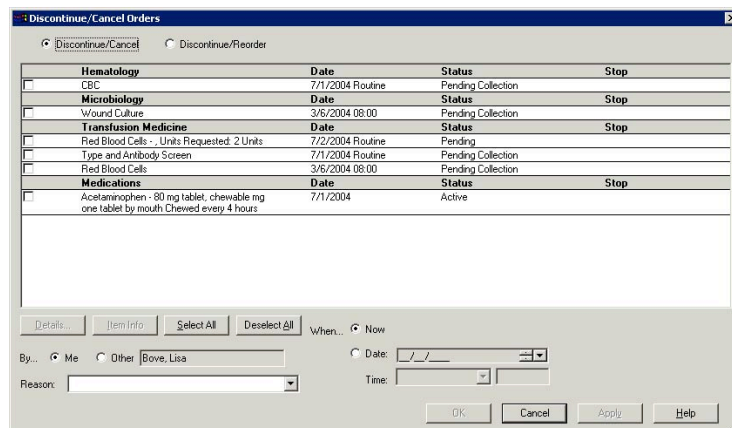 Discontinue/Cancel Orders
Discontinue/Cancel Discontinue/Reorder
Hematology Date Status Stop
CBC 7/1/2004 Routine Pending Collection
Microbiology Date Status Stop
Wound Culture 3/6/2004 08:00 Pending Collection
Transfusion Medicine Date Status Stop
Red Blood Cells - , Units Requested: 2 Units 7/2/2004 Routine Pending
Type and Antibody Screen 7/1/2004 Routine Pending Collection
Red Blood Cells 3/6/2004 08:00 Pending Collection
Medications Date Status Stop
Acetaminophen - 80 mg tablet, chewable mg 7/1/2004 Active
one tablet by mouth Chewed every 4 hours
Details... Item Info Select All Deselect All When... Now
By... Me Other Bove, Lisa Date: __/__/____
Reason: Time:
OK Cancel Apply Help